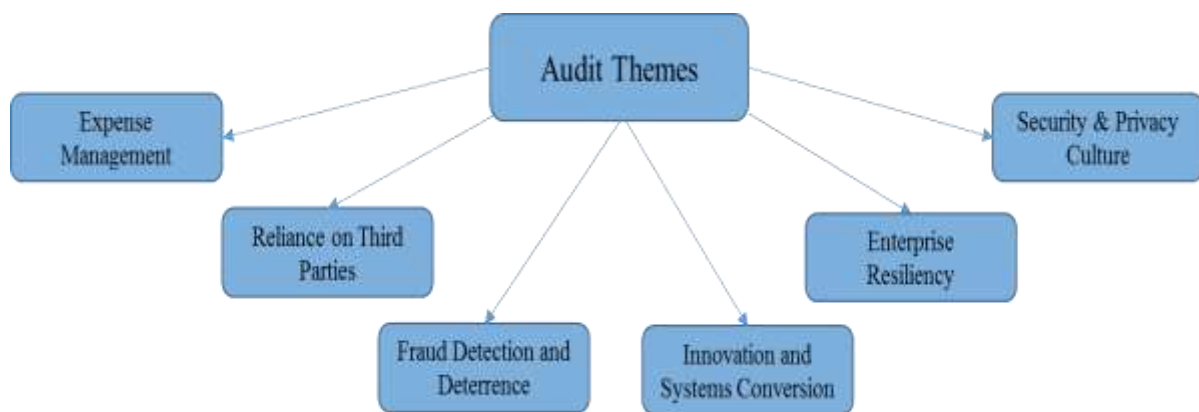 Audit Themes
Expense
Management
Security & Privacy
Culture
Reliance on Third
Parties
Enterprise
Resiliency
Fraud Detection and
Deterrence
Innovation and
Systems Conversion